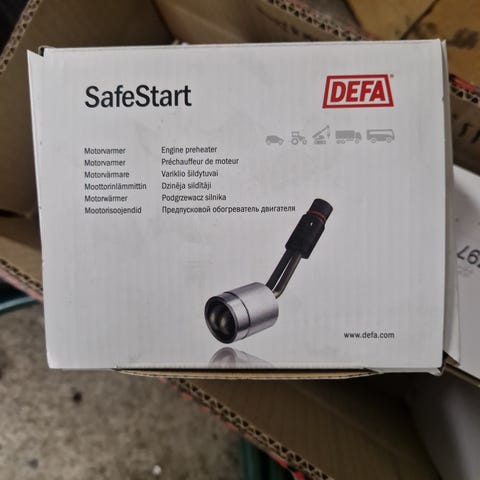 SafeStart
DEFA®
Motorvarmer
Motorvarmer
Motorvärmare
Moottorinlämmittin
Motorwärmer
Mootorisoojendid
Engine preheater
Préchauffeur de moteur
Variklio šildytuvai
Dzinēja sildītāji
Podgrzewacz silnika
Предпусковой обогреватель двигателя
www.defa.com